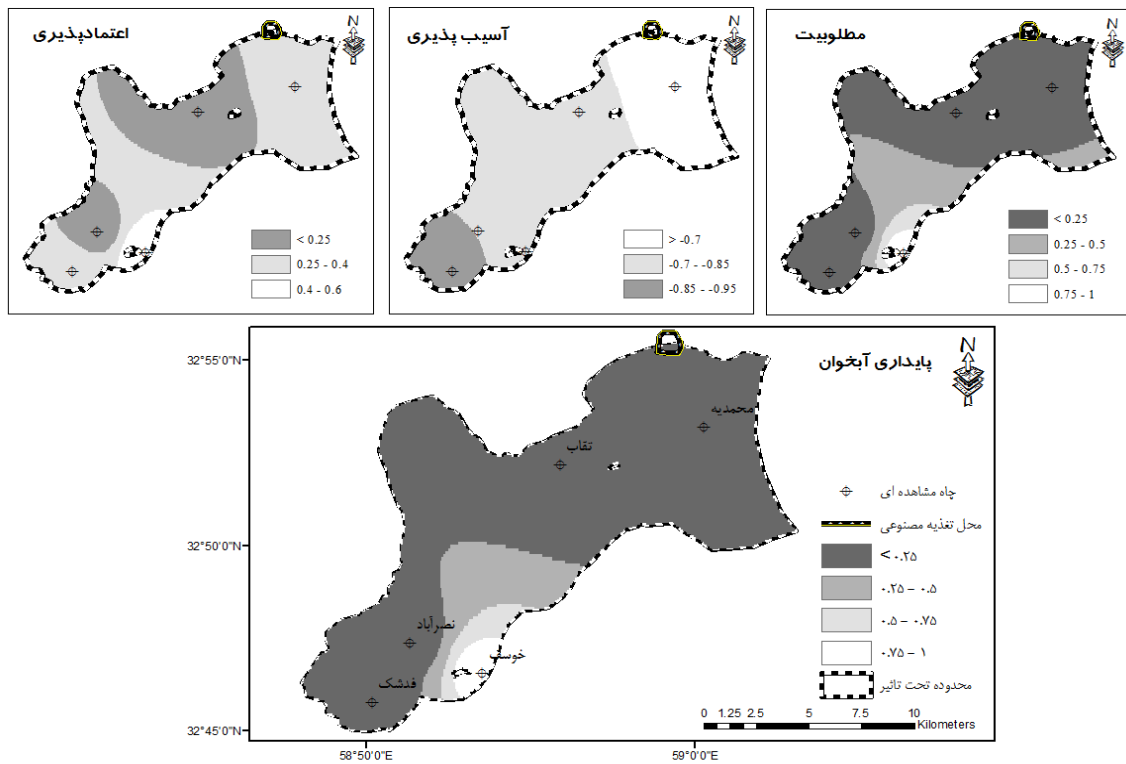 اعتمادپذیری
N
< 0.25
0.25 - 0.4
0.4 - 0.6
آسیب پذیری
N
> -0.7
-0.7 - -0.85
-0.85 - -0.95
مطلوبیت
N
< 0.25
0.25 - 0.5
0.5 - 0.75
0.75 - 1
پایداری آبخوان
N
32°55'0"N
32°50'0"N
32°45'0"N
58°50'0"E
59°0'0"E
محمدیه
تقاب
نصرآباد
خوسف
فدشک
چاه مشاهده ای
محل تغذیه مصنوعی
<۰.۲۵
۰.۲۵ – ۰.۵
۰.۵ – ۰.۷۵
۰.۷۵ – ۱
محدوده تحت تاثیر
0 1.25 2.5 5 7.5 10
Kilometers